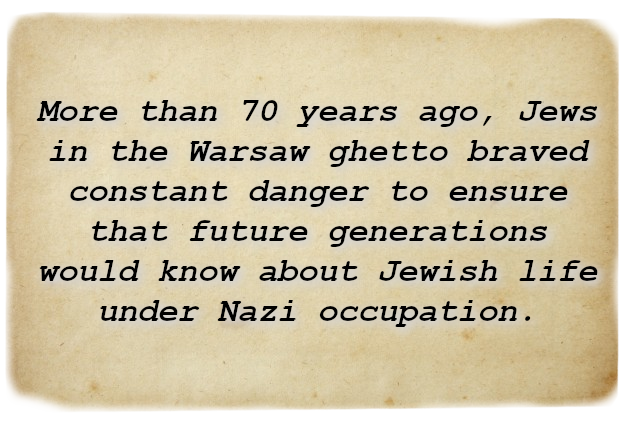 More than 70 years ago, Jews
in the Warsaw ghetto braved
constant danger to ensure
that future generations
would know about Jewish life
under Nazi occupation.